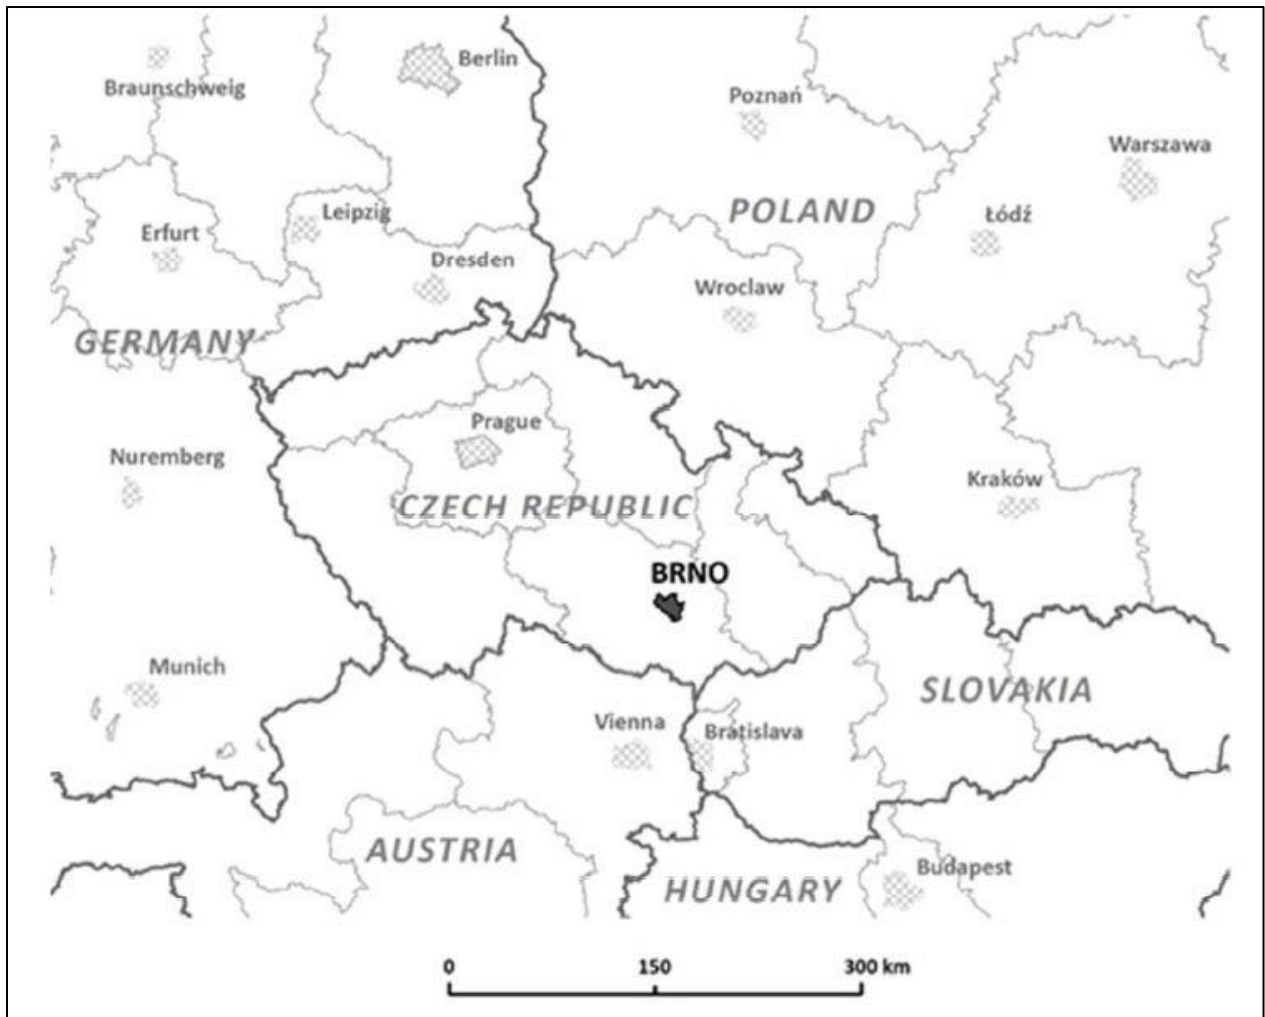 Berlin
Braunschweig
Poznań
Warszawa
POLAND
Leipzig
Łódź
Erfurt
Dresden
Wroclaw
GERMANY
Prague
Nuremberg
Kraków
CZECH REPUBLIC
BRNO
Munich
SLOVAKIA
Vienna
Bratislava
AUSTRIA
Budapest
HUNGARY
0 150 300 km